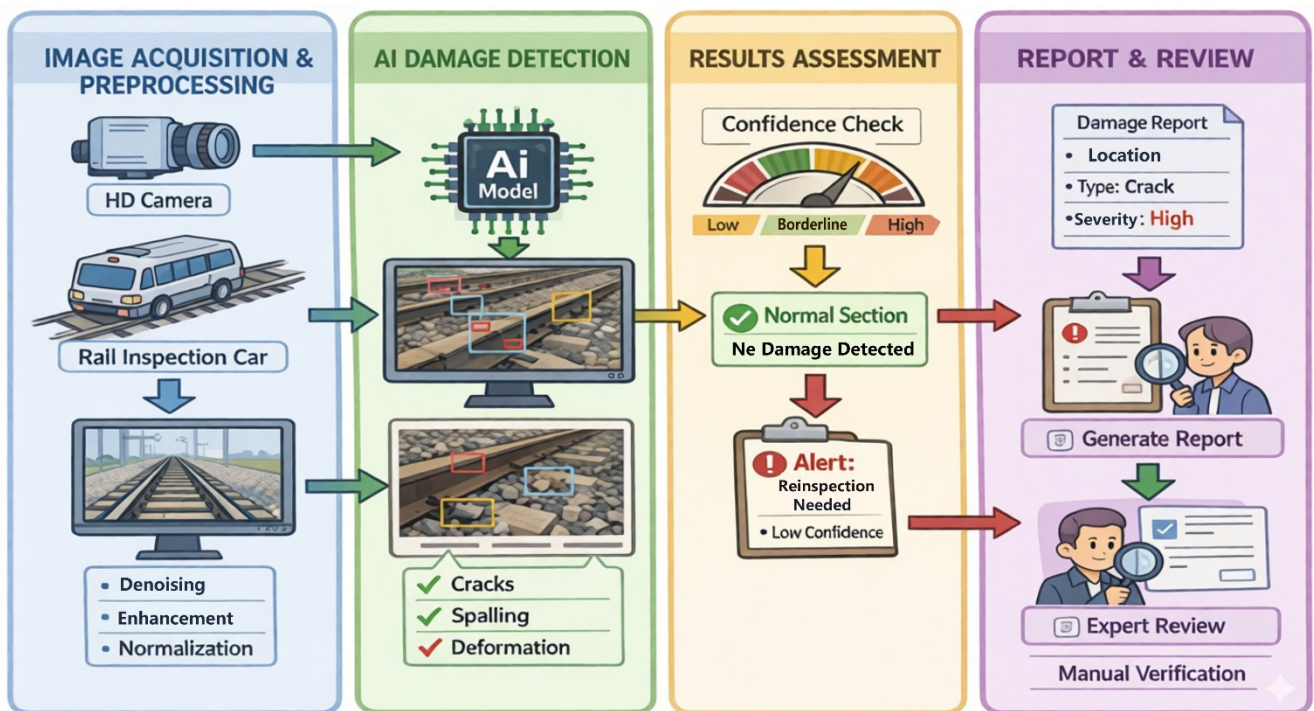 IMAGE ACQUISITION &
PREPROCESSING
HD Camera
Rail Inspection Car
• Denoising
• Enhancement
• Normalization
AI DAMAGE DETECTION
Ai
Model
Cracks
Spalling
Deformation
RESULTS ASSESSMENT
Confidence Check
Low
Borderline
High
Normal Section
Ne Damage Detected
Alert:
Reinspection
Needed
• Low Confidence
REPORT & REVIEW
Damage Report
• Location
• Type: Crack
•Severity: High
Generate Report
Expert Review
Manual Verification